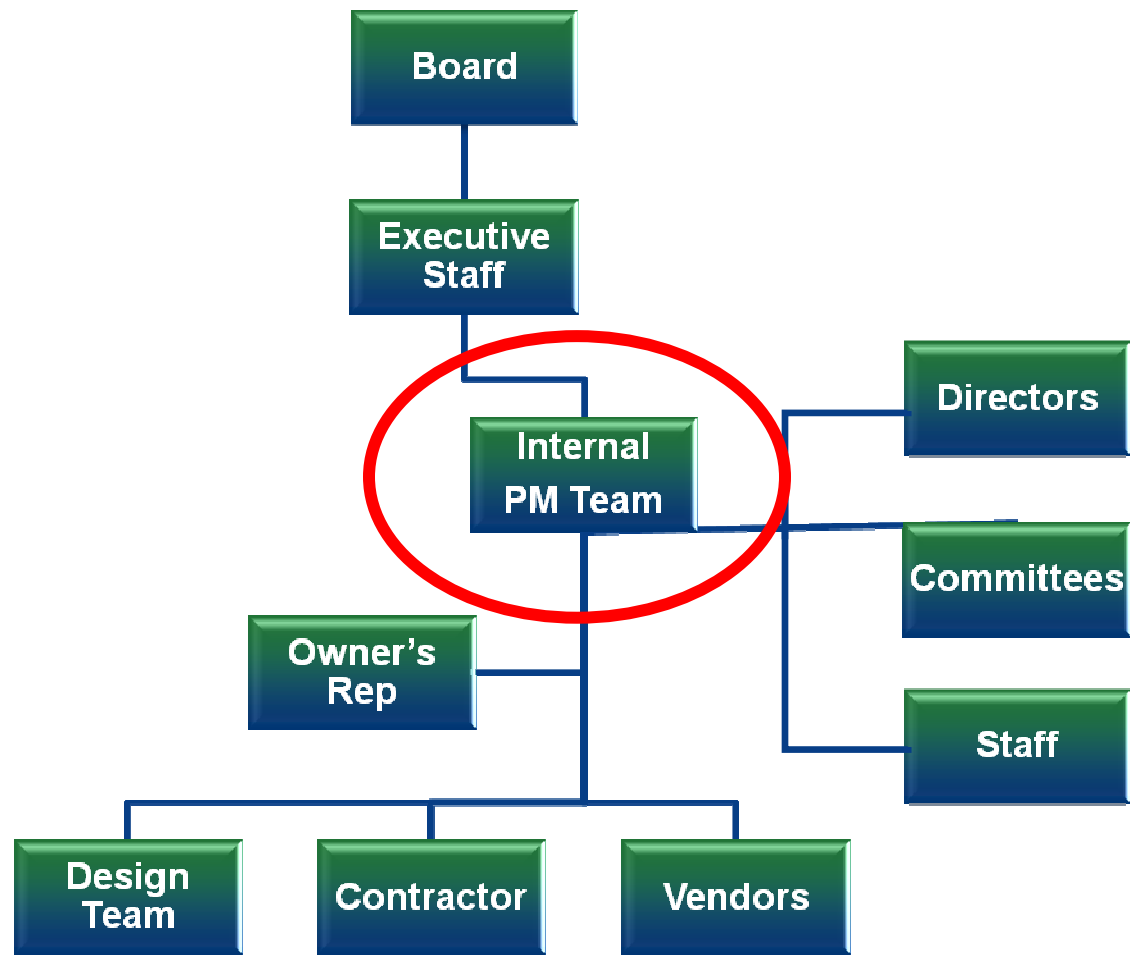 Board
Executive
Staff
Internal
PM Team
Directors
Committees
Staff
Owner’s
Rep
Design
Team
Contractor
Vendors